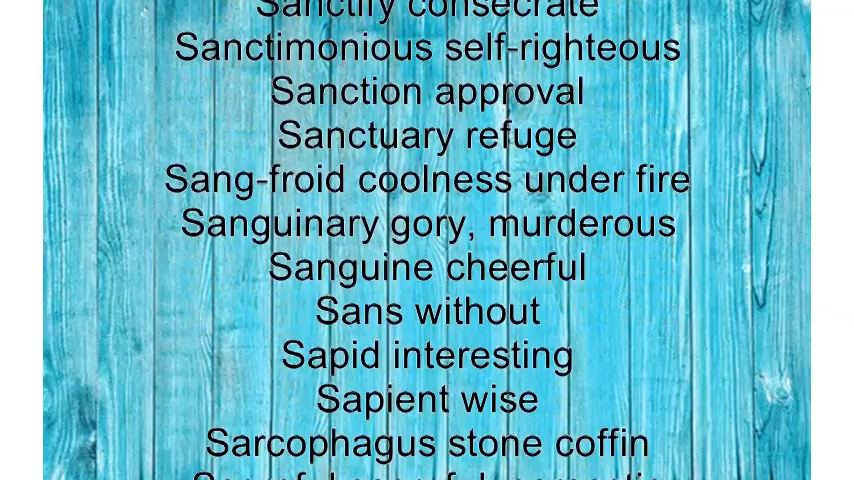 Sanctify consecrate
Sanctimonious self-righteous
Sanction approval
Sanctuary refuge
Sang-froid coolness under fire
Sanguinary gory, murderous
Sanguine cheerful
Sans without
Sapid interesting
Sapient wise
Sarcophagus stone coffin